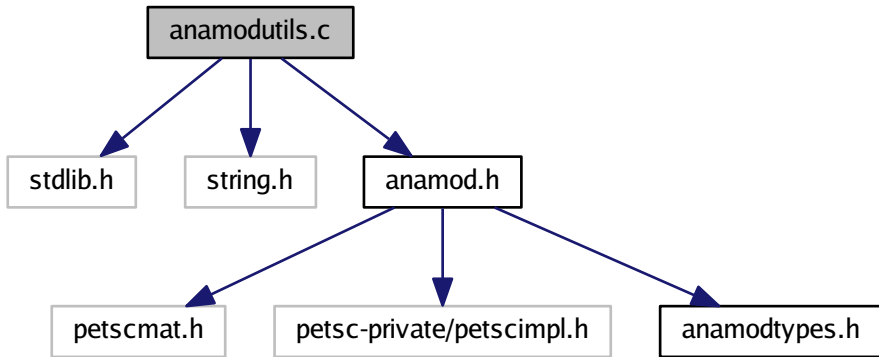 anamodutils.c
stdlib.h
string.h
anamod.h
petscmat.h
petsc-private/petscimpl.h
anamodtypes.h